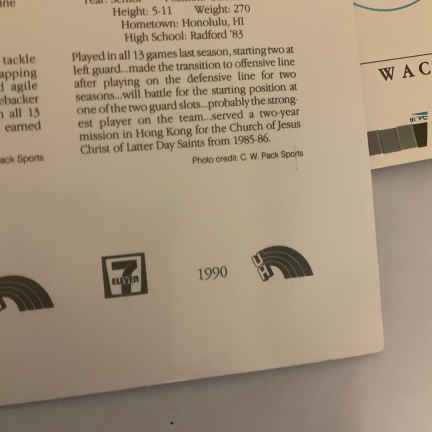 Height: 5-11 Weight: 270
Hometown: Honolulu, HI
High School: Radford '83
Played in all 13 games last season, starting two at
left guard...made the transition to offensive line
after playing on the defensive line for two
seasons...will battle for the starting position at
one of the two guard slots...probably the strong-
est player on the team...served a two-year
mission in Hong Kong for the Church of Jesus
Christ of Latter Day Saints from 1985-86.
Photo credit: C. W. Pack Sports
tackle
apping
agile
ebacker
all 13
earned
ack Sports
7
ELEVEN
1990
WAC